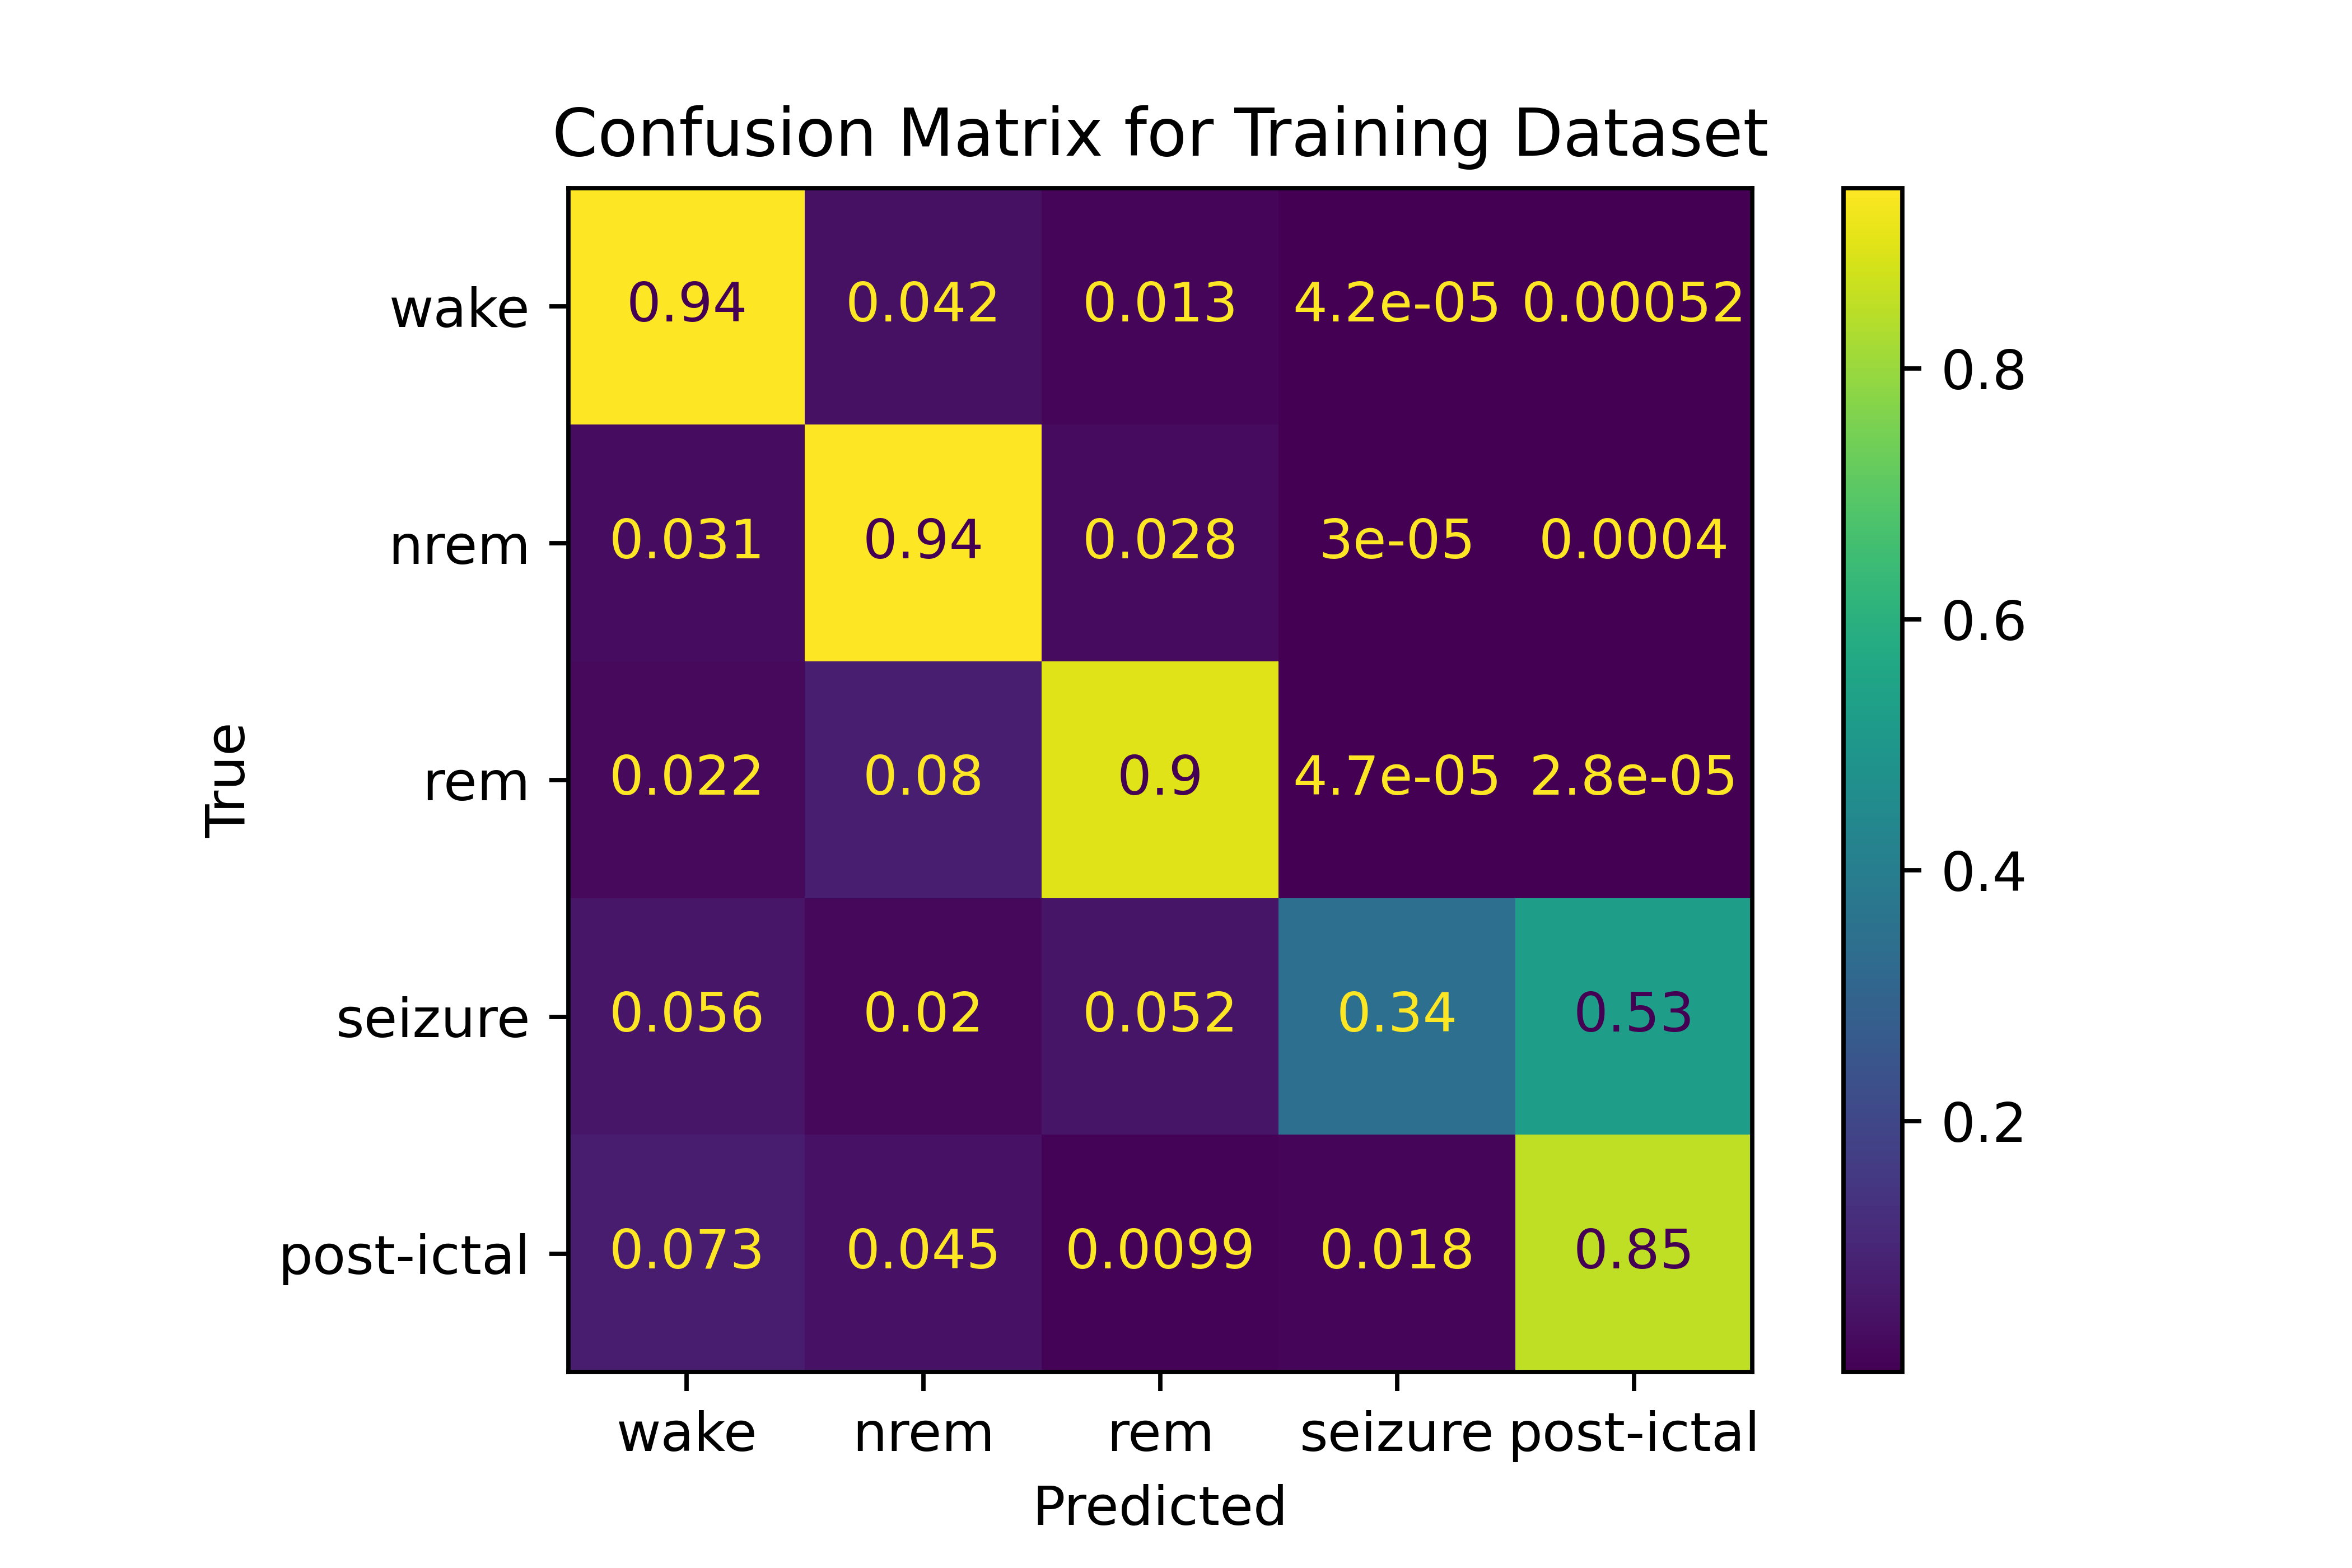 Confusion Matrix for Training Dataset
wake 0.94 0.042 0.013 4.2e-05 0.00052
nrem 0.031 0.94 0.028 3e-05 0.0004
rem 0.022 0.08 0.9 4.7e-05 2.8e-05
seizure 0.056 0.02 0.052 0.34 0.53
post-ictal 0.073 0.045 0.0099 0.018 0.85
True
wake nrem rem seizure post-ictal
Predicted
0.8
0.6
0.4
0.2